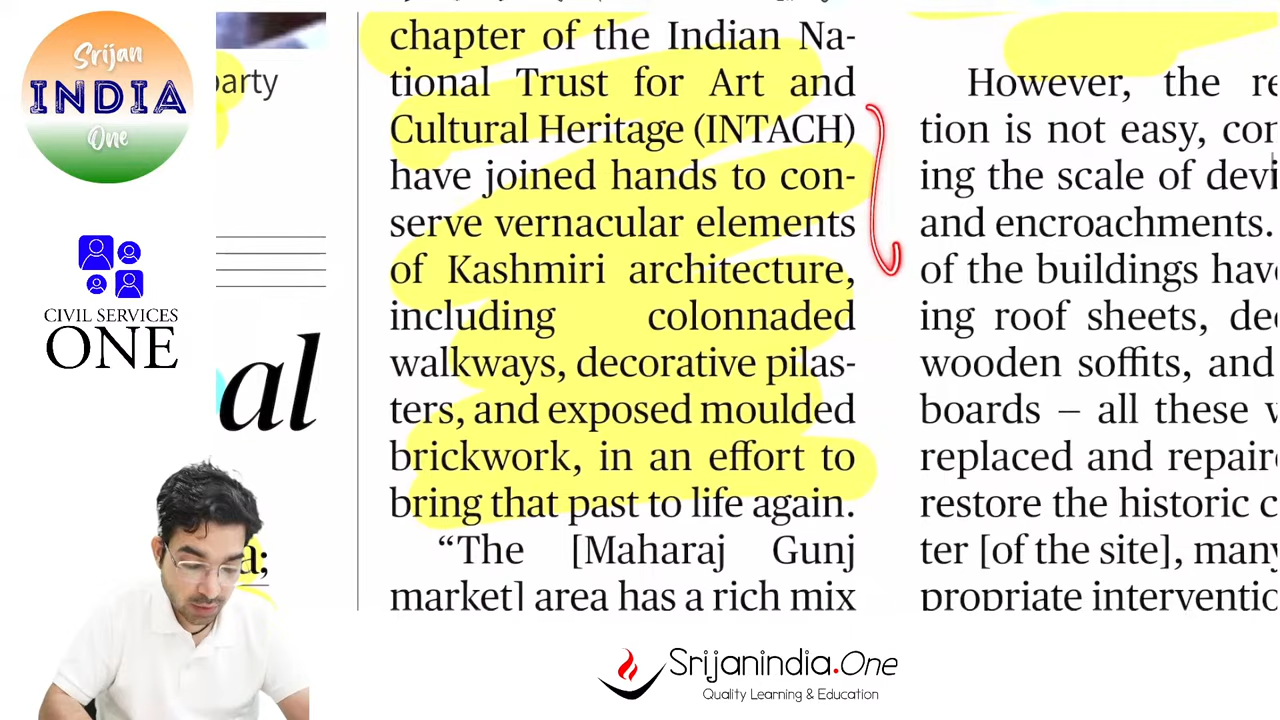 Srijan
INDIA
One
CIVIL SERVICES
ONE
party
al
a;
chapter of the Indian Na-
tional Trust for Art and
Cultural Heritage (INTACH)
have joined hands to con-
serve vernacular elements
of Kashmiri architecture,
including colonnaded
walkways, decorative pilas-
ters, and exposed moulded
brickwork, in an effort to
bring that past to life again.
“The [Maharaj Gunj
market] area has a rich mix
However, the re
tion is not easy, con
ing the scale of devi
and encroachments.
of the buildings have
ing roof sheets, dec
wooden soffits, and
boards – all these w
replaced and repaire
restore the historic c
ter [of the site], many
propriate interventio
Srijanindia.One
Quality Learning & Education